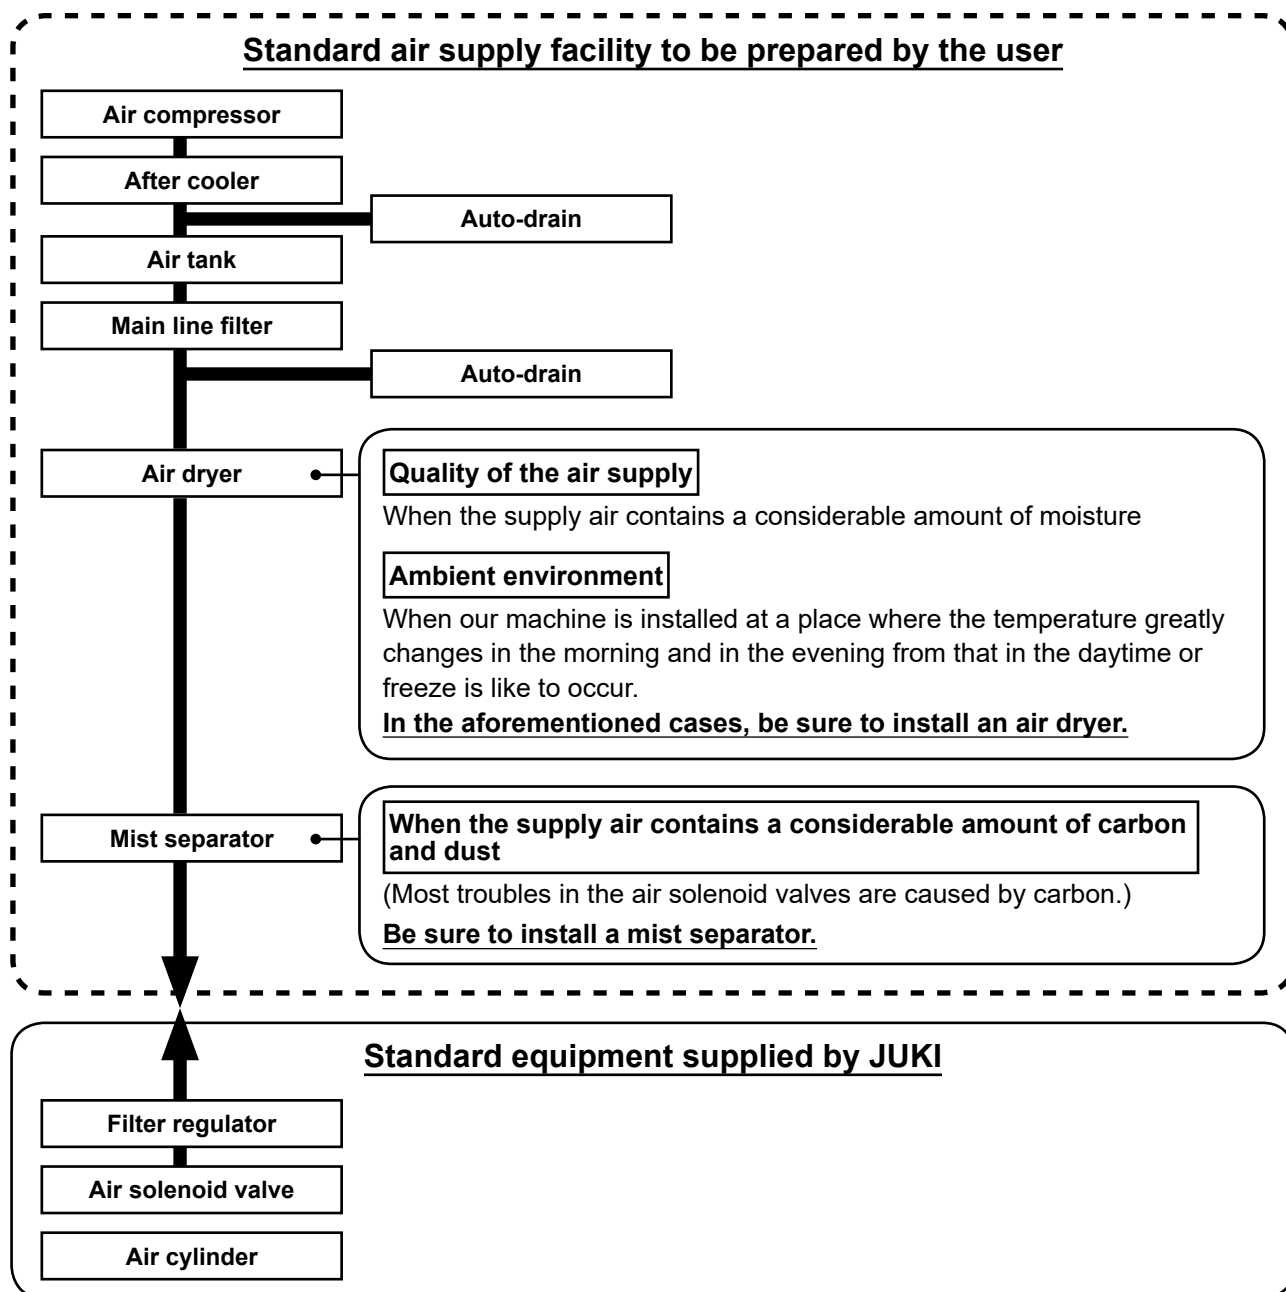 Standard air supply facility to be prepared by the user
Air compressor
After cooler
Auto-drain
Air tank
Main line filter
Auto-drain
Air dryer
Quality of the air supply
When the supply air contains a considerable amount of moisture
Ambient environment
When our machine is installed at a place where the temperature greatly
changes in the morning and in the evening from that in the daytime or
freeze is like to occur.
In the aforementioned cases, be sure to install an air dryer.
Mist separator
When the supply air contains a considerable amount of carbon
and dust
(Most troubles in the air solenoid valves are caused by carbon.)
Be sure to install a mist separator.
Standard equipment supplied by JUKI
Filter regulator
Air solenoid valve
Air cylinder